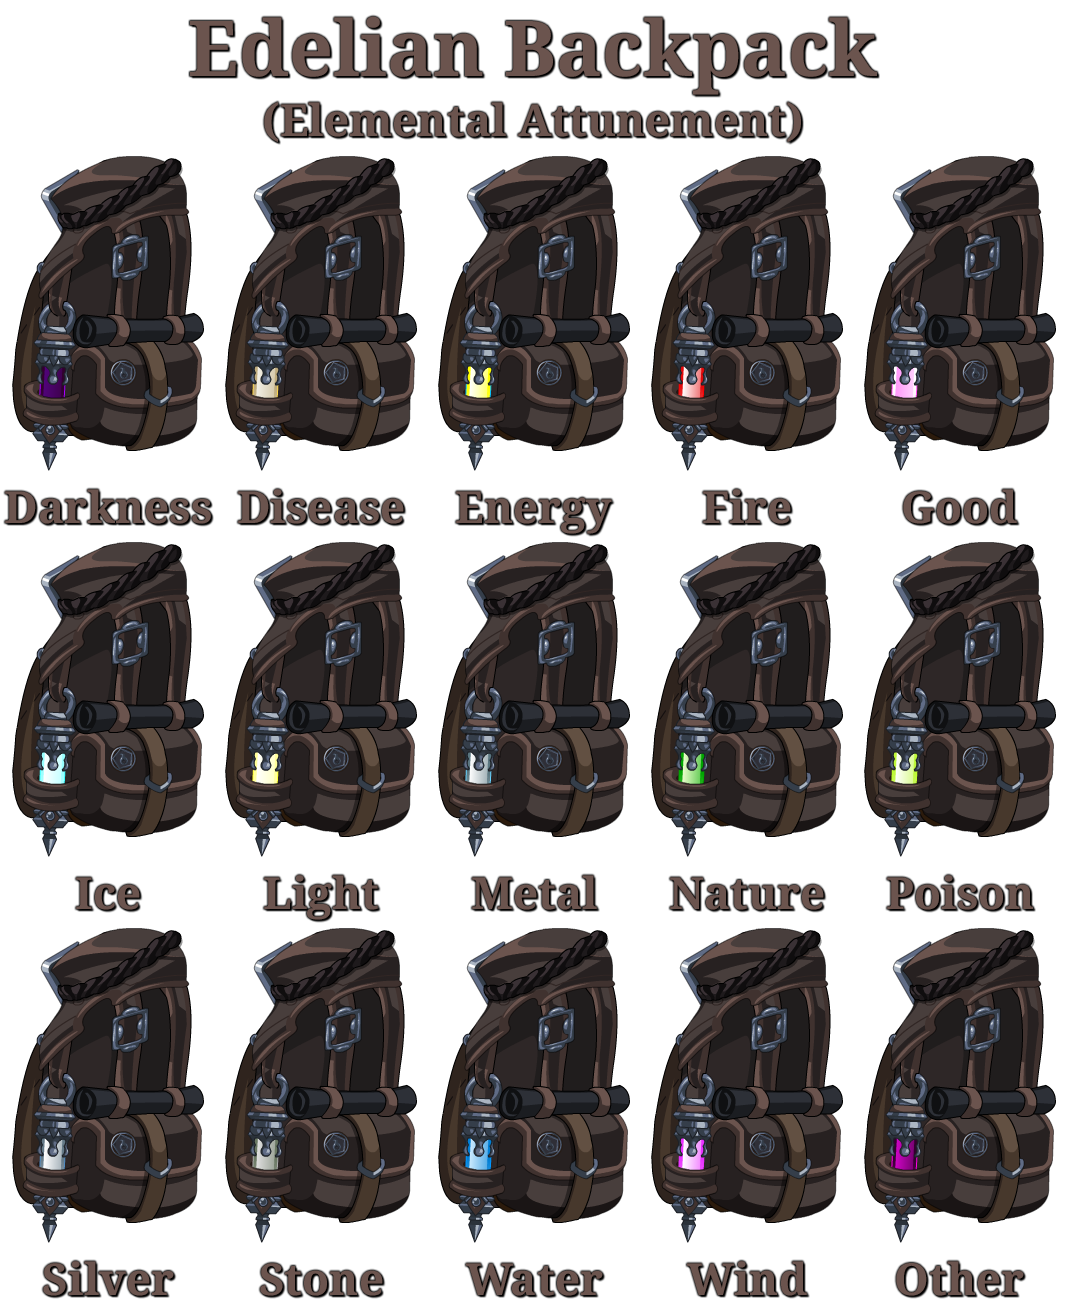 Edelian Backpack
(Elemental Attunement)
Darkness Disease Energy Fire Good
Ice Light Metal Nature Poison
Silver Stone Water Wind Other